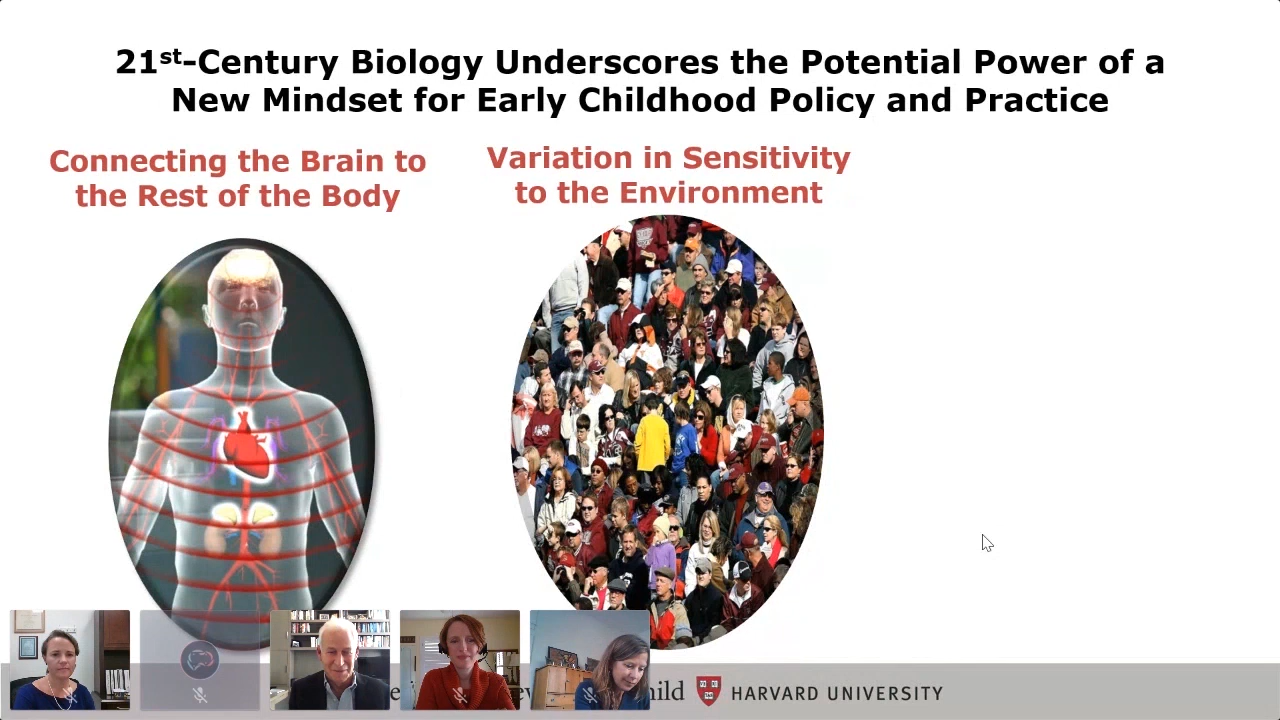 21st-Century Biology Underscores the Potential Power of a
New Mindset for Early Childhood Policy and Practice
Connecting the Brain to
the Rest of the Body
Variation in Sensitivity
to the Environment
HARVARD UNIVERSITY